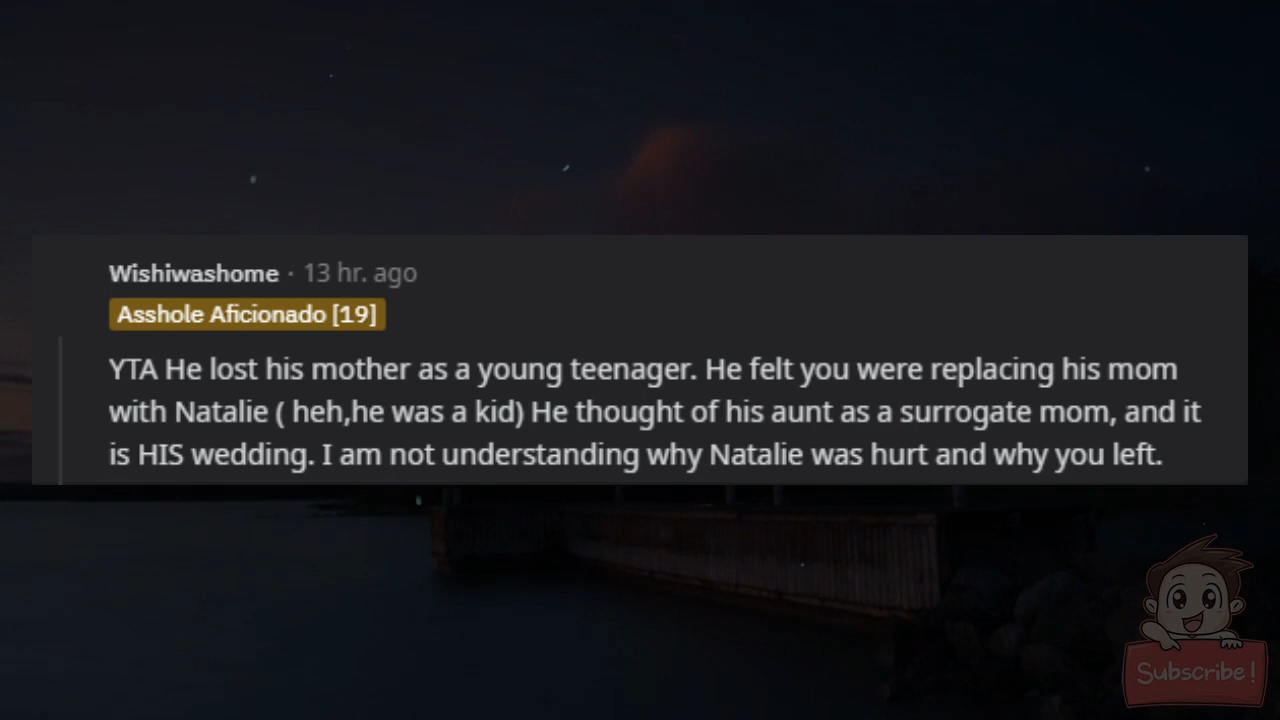 Wishiwashome · 13 hr. ago
Asshole Aficionado [19]
YTA He lost his mother as a young teenager. He felt you were replacing his mom
with Natalie ( heh,he was a kid) He thought of his aunt as a surrogate mom, and it
is HIS wedding. I am not understanding why Natalie was hurt and why you left.
Subscribe!